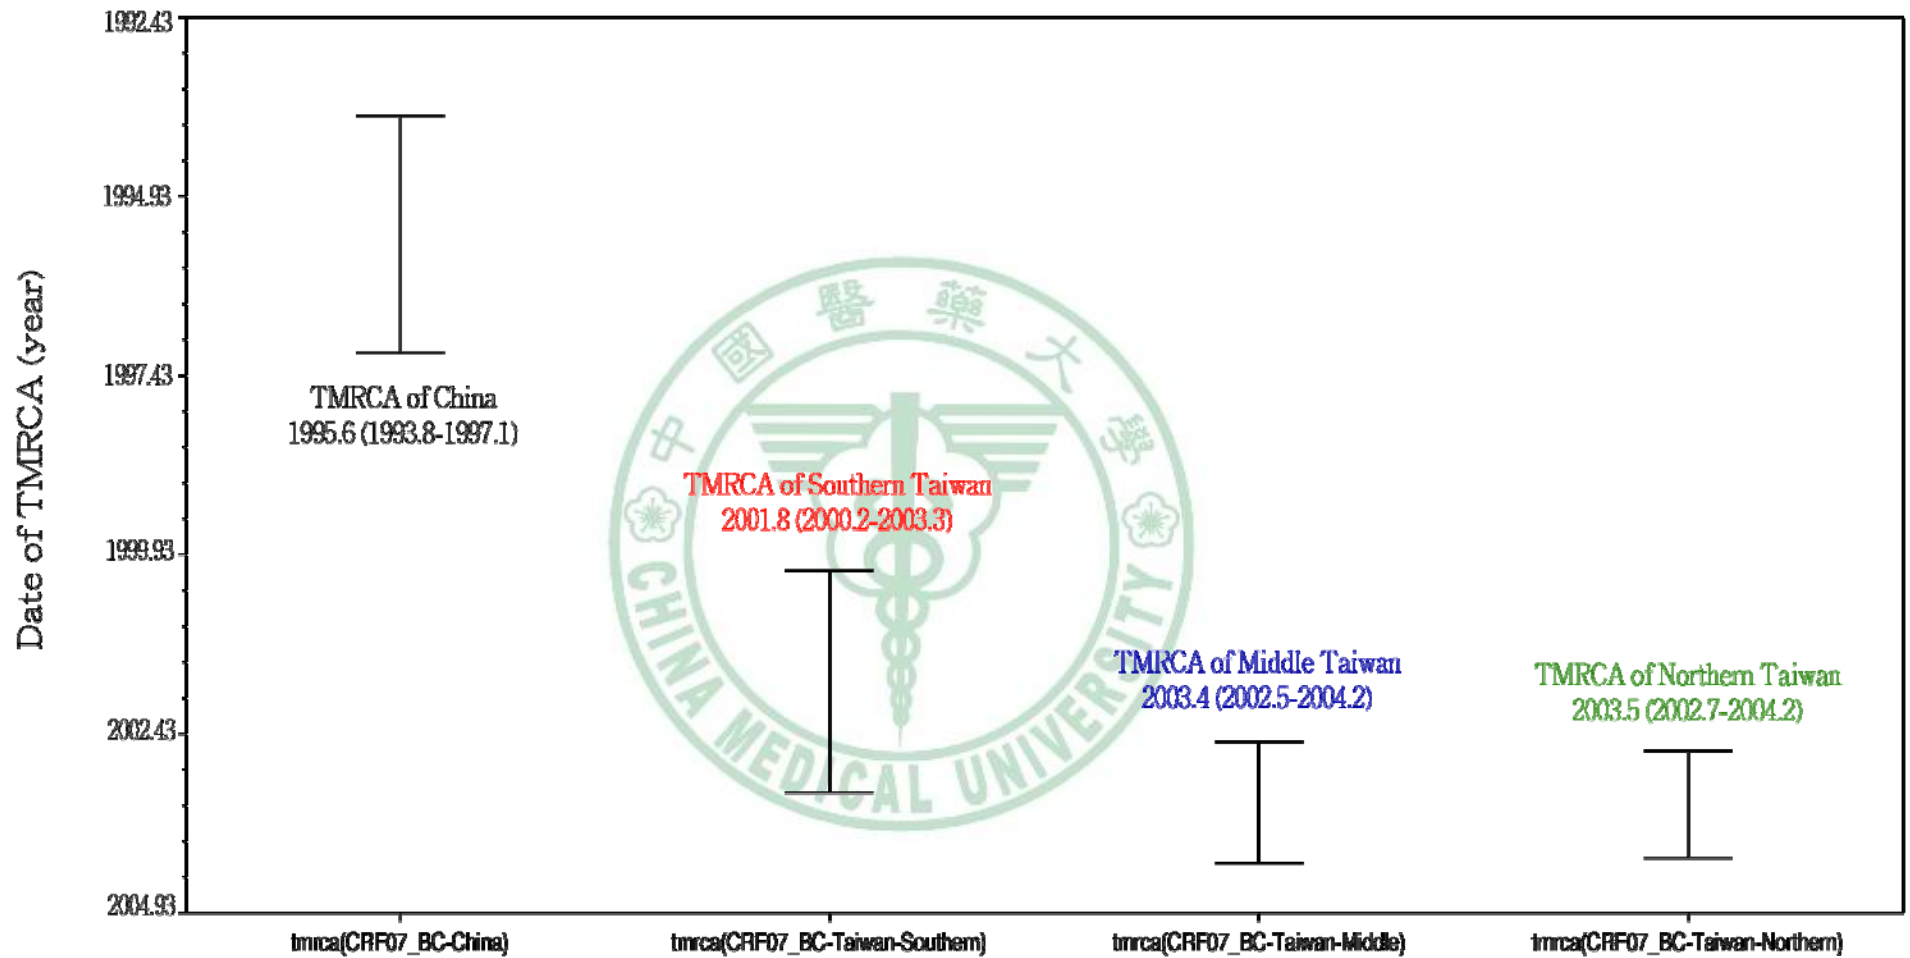 Date of TMRCA (year)
1992.43
1994.93
1997.43
1999.93
2002.43
2004.93
TMRCA of China
1995.6 (1993.8-1997.1)
TMRCA of Southern Taiwan
2001.8 (2000.2-2003.3)
TMRCA of Middle Taiwan
2003.4 (2002.5-2004.2)
TMRCA of Northern Taiwan
2003.5 (2002.7-2004.2)
中國醫藥大學
CHINA MEDICAL UNIVERSITY
tmrca(CRF07_BC-China)
tmrca(CRF07_BC-Taiwan-Southern)
tmrca(CRF07_BC-Taiwan-Middle)
tmrca(CRF07_BC-Taiwan-Northern)